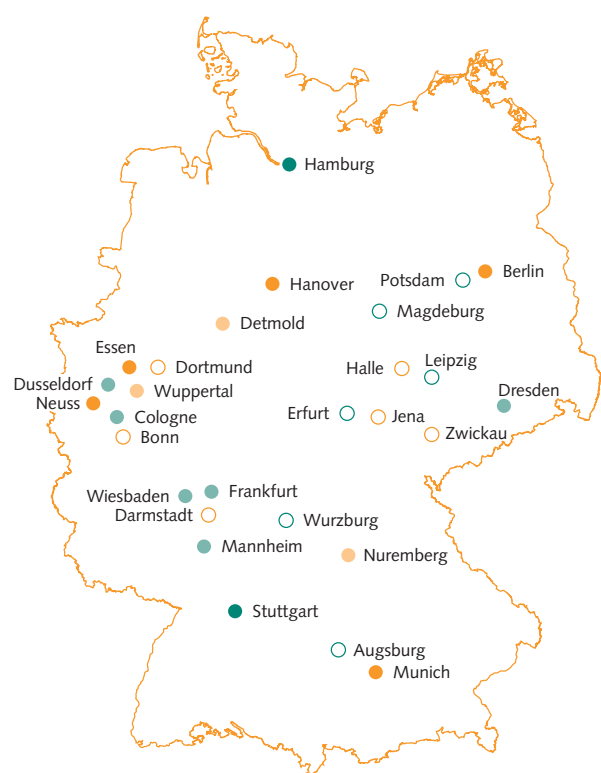 Hamburg
Berlin
Potsdam
Hanover
Magdeburg
Detmold
Essen
Dortmund
Halle
Leipzig
Dusseldorf
Wuppertal
Dresden
Neuss
Cologne
Erfurt
Jena
Bonn
Zwickau
Wiesbaden
Frankfurt
Darmstadt
Wurzburg
Mannheim
Nuremberg
Stuttgart
Augsburg
Munich